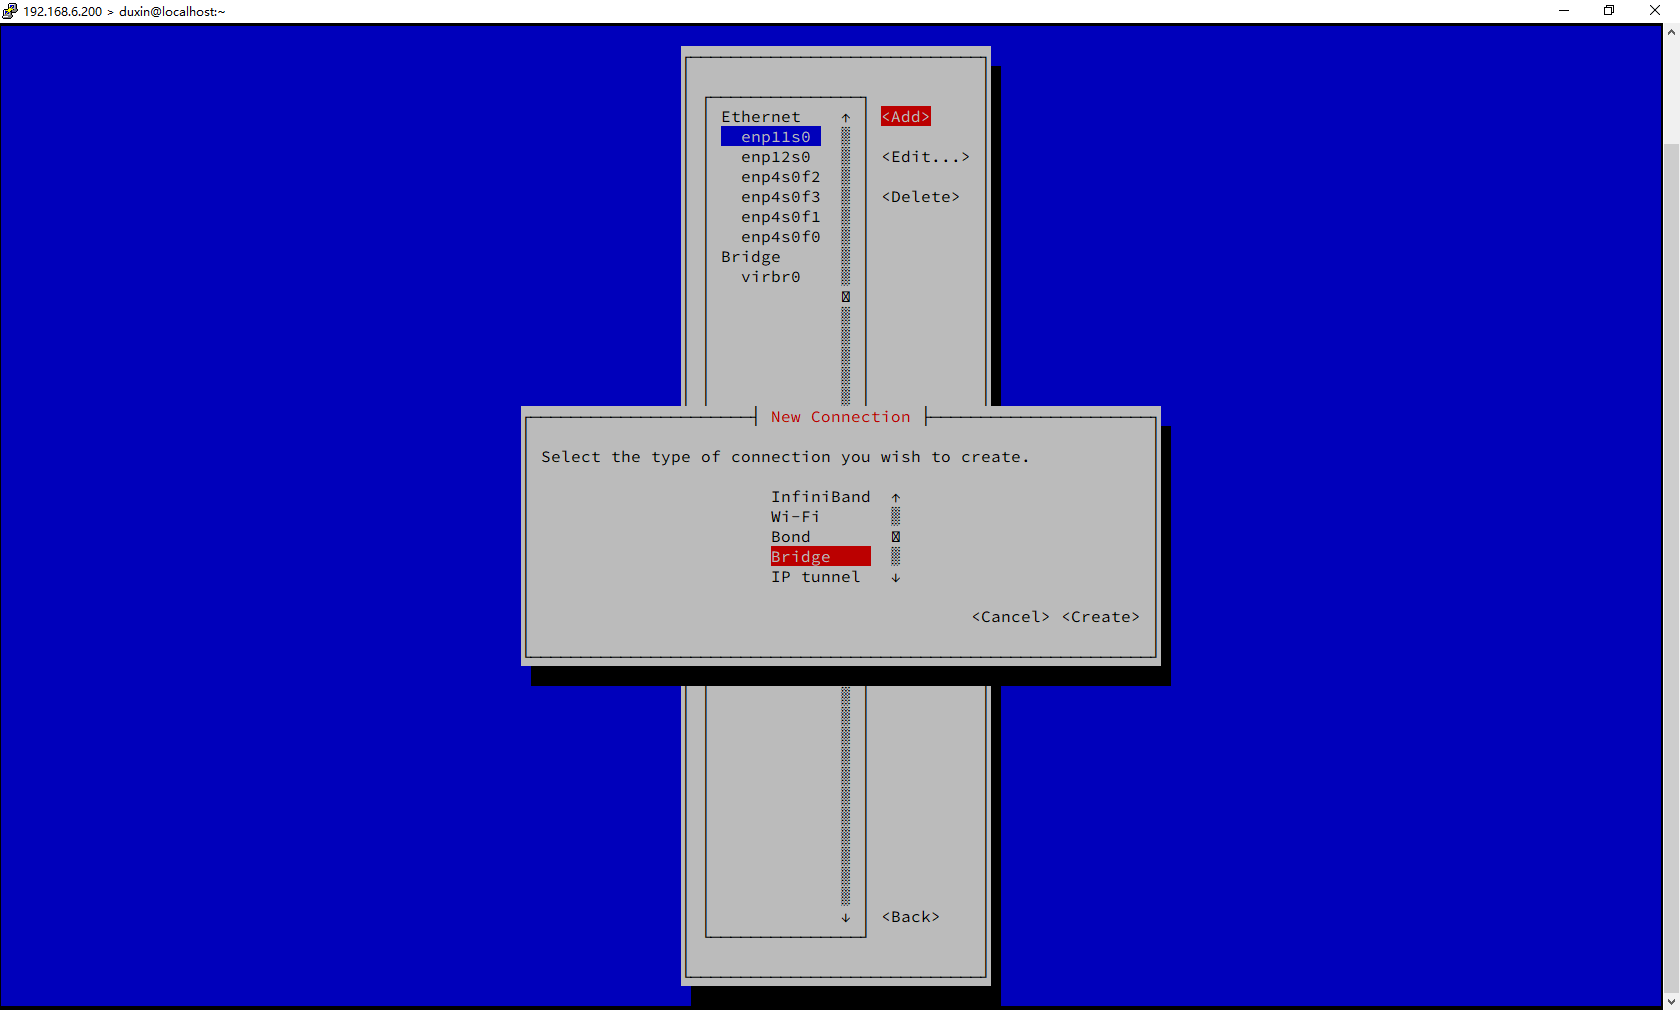 192.168.6.200 > duxin@localhost:~
Ethernet
<Add>
enp11s0
enp12s0
<Edit...>
enp4s0f2
enp4s0f3
<Delete>
enp4s0f1
enp4s0f0
Bridge
virbr0
New Connection
Select the type of connection you wish to create.
InfiniBand
Wi-Fi
Bond
Bridge
IP tunnel
<Cancel> <Create>
<Back>